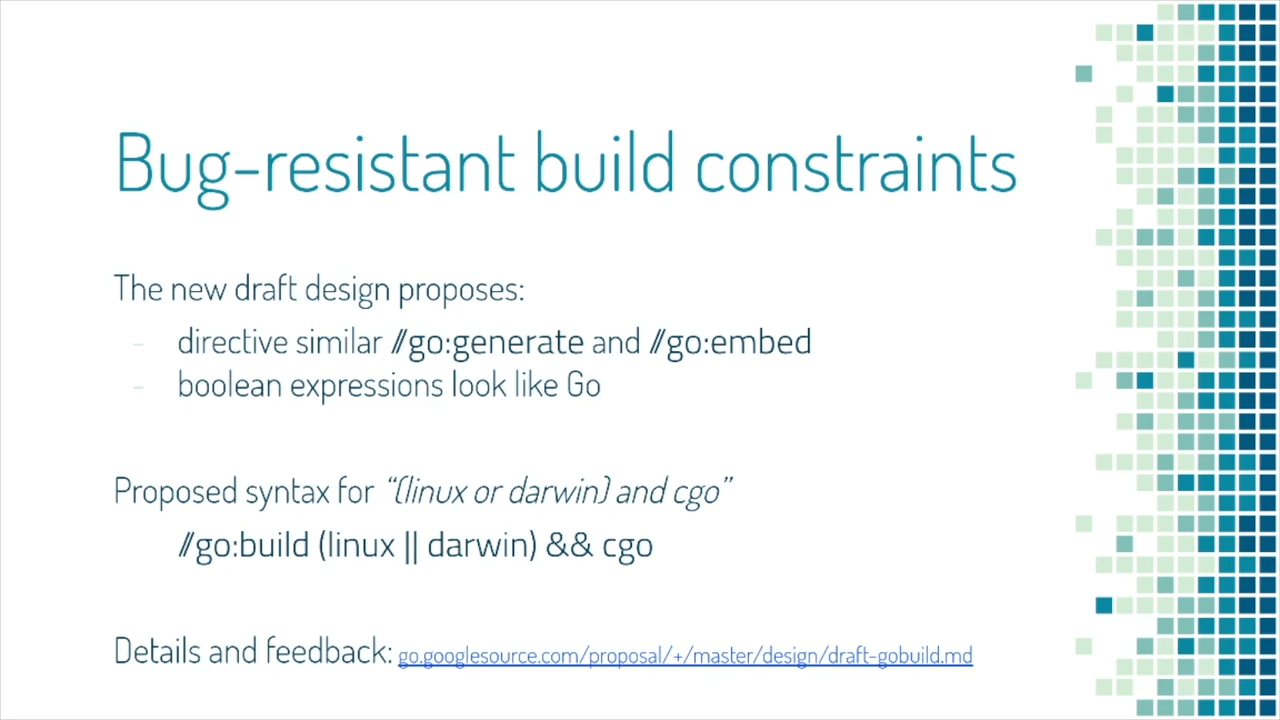 Bug-resistant build constraints
The new draft design proposes:
- directive similar //go:generate and //go:embed
- boolean expressions look like Go
Proposed syntax for “(linux or darwin) and cgo”
//go:build (linux || darwin) && cgo
Details and feedback: go.googlesource.com/proposal/+/master/design/draft-gobuild.md